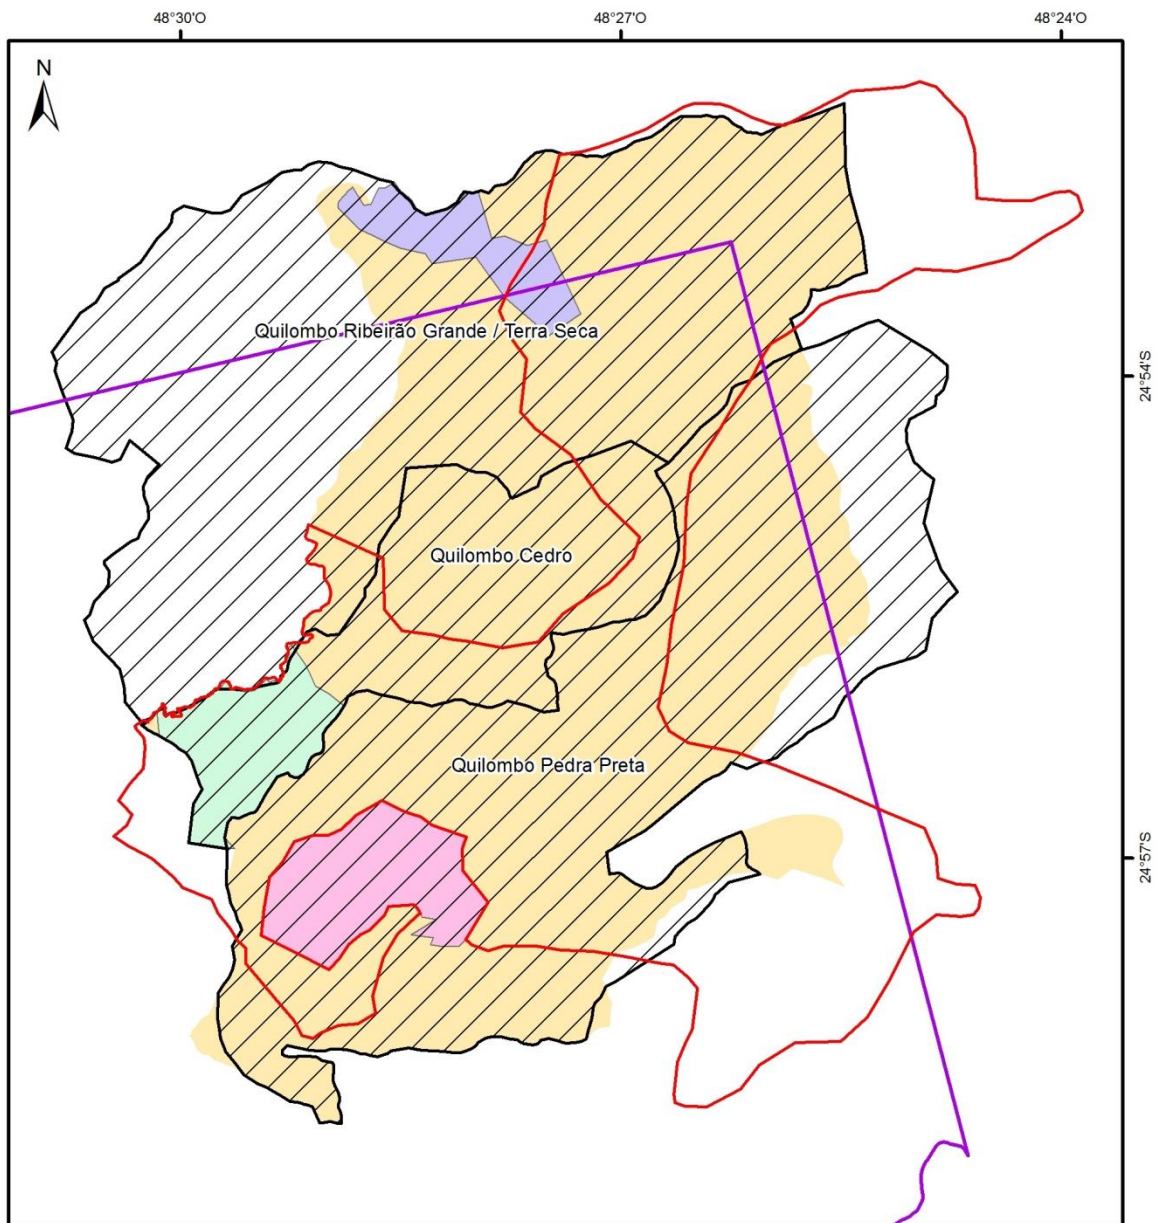 48°30'O
48°27'O
48°24'O
N
Quilombo Ribeirão Grande / Terra Seca
24°54'S
Quilombo Cedro
Quilombo Pedra Preta
24°57'S